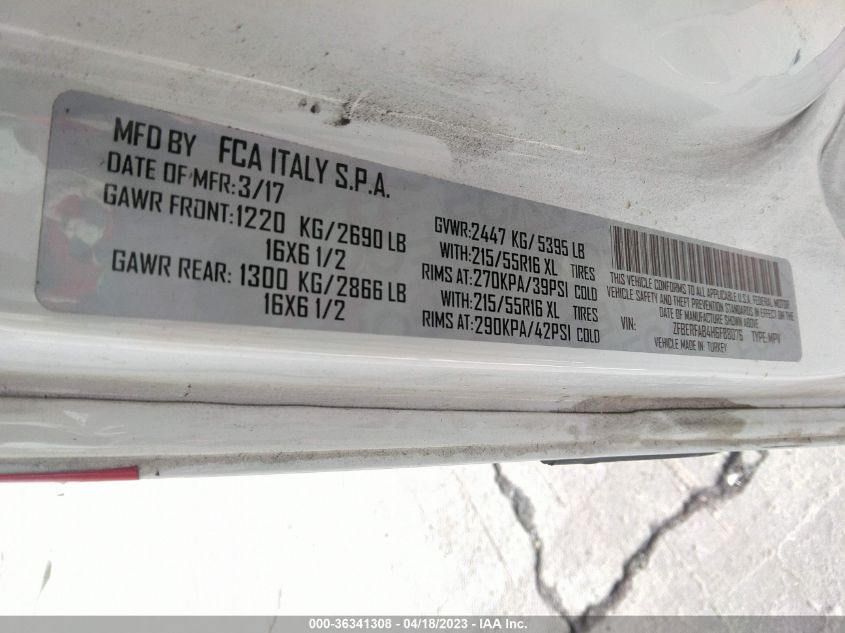 MFD BY FCA ITALY S.P.A.
DATE OF MFR:3/17
GAWR FRONT:1220 KG/2690 LB
16X6 1/2
GAWR REAR: 1300 KG/2866 LB
16X6 1/2
GVWR:2447 KG/ 5395 LB
WITH:215/55R16 XL TIRES
RIMS AT:270KPA/39PSI COLD
WITH:215/55R16 XL TIRES
RIMS AT:290KPA/42PSI COLD
THIS VEHICLE CONFORMS TO ALL APPLICABLE U.S.A. FEDERAL MOTOR
VEHICLE SAFETY AND THEFT PREVENTION STANDARDS IN EFFECT ON THE
DATE OF MANUFACTURE SHOWN ABOVE
VIN: ZFBERFAB4H6F88076 TYPE:MPV
VEHICLE MADE IN: TURKEY
000-36341308 - 04/18/2023 - IAA Inc.